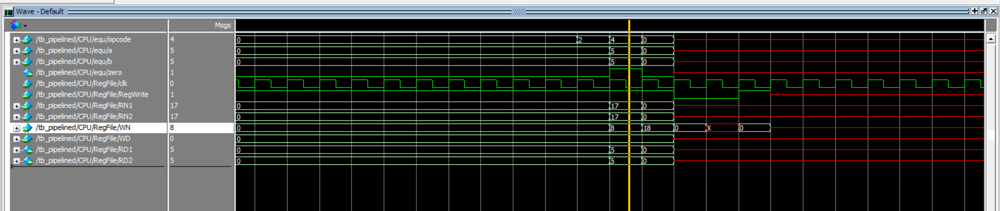 Wave - Default
Msgs
/tb_pipelined/CPU/equ/opcode 4 0 2 4 0
/tb_pipelined/CPU/equ/a 5 0 5 0
/tb_pipelined/CPU/equ/b 5 0 5 0
/tb_pipelined/CPU/equ/zero 1
/tb_pipelined/CPU/RegFile/clk 0
/tb_pipelined/CPU/RegFile/RegWrite 1
/tb_pipelined/CPU/RegFile/RN1 17 0 17 0
/tb_pipelined/CPU/RegFile/RN2 17 0 17 0
/tb_pipelined/CPU/RegFile/WN 8 0 8 18 0 X 0
/tb_pipelined/CPU/RegFile/WD 0 0
/tb_pipelined/CPU/RegFile/RD1 5 0 5 0
/tb_pipelined/CPU/RegFile/RD2 5 0 5 0